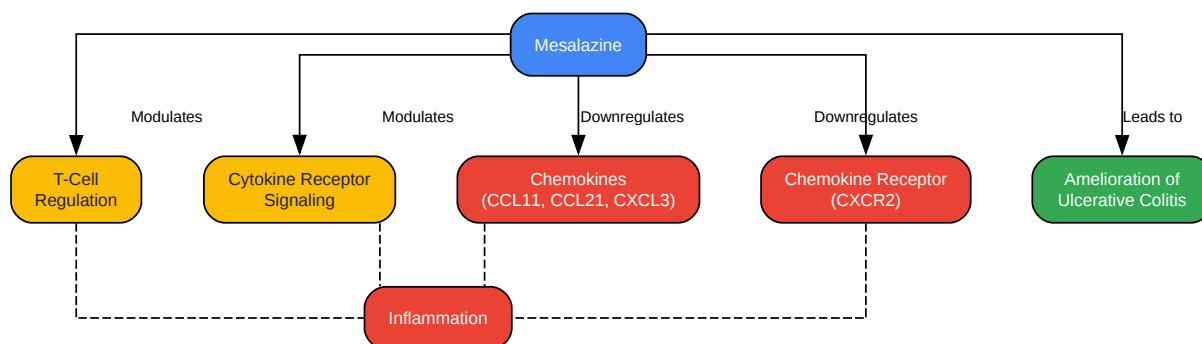 Mesalazine
Modulates
Modulates
Downregulates
Downregulates
Leads to
T-Cell
Regulation
Cytokine Receptor
Signaling
Chemokines
(CCL11, CCL21, CXCL3)
Chemokine Receptor
(CXCR2)
Amelioration of
Ulcerative Colitis
Inflammation